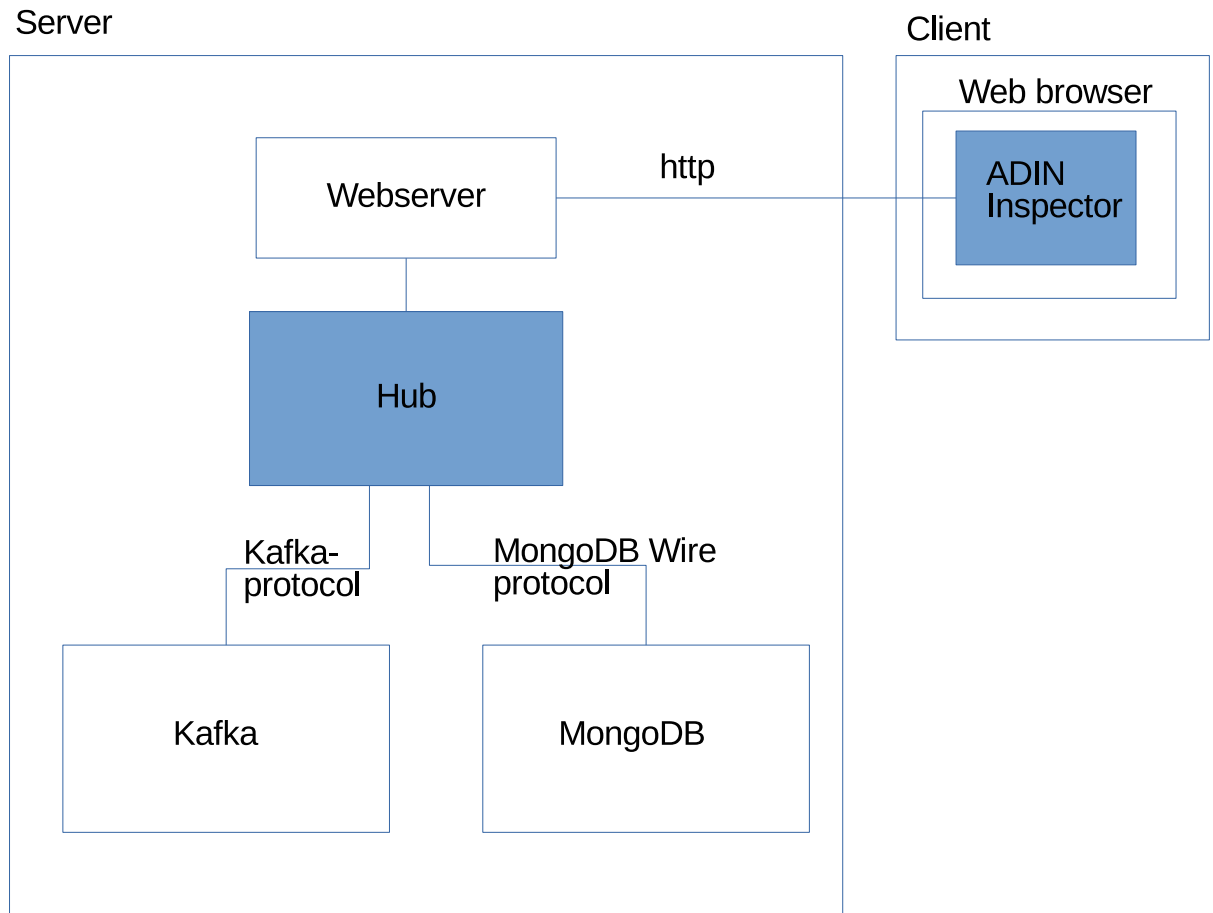 Server
Client
Web browser
http
ADIN
Inspector
Webserver
Hub
Kafka-
protocol
MongoDB Wire
protocol
Kafka
MongoDB